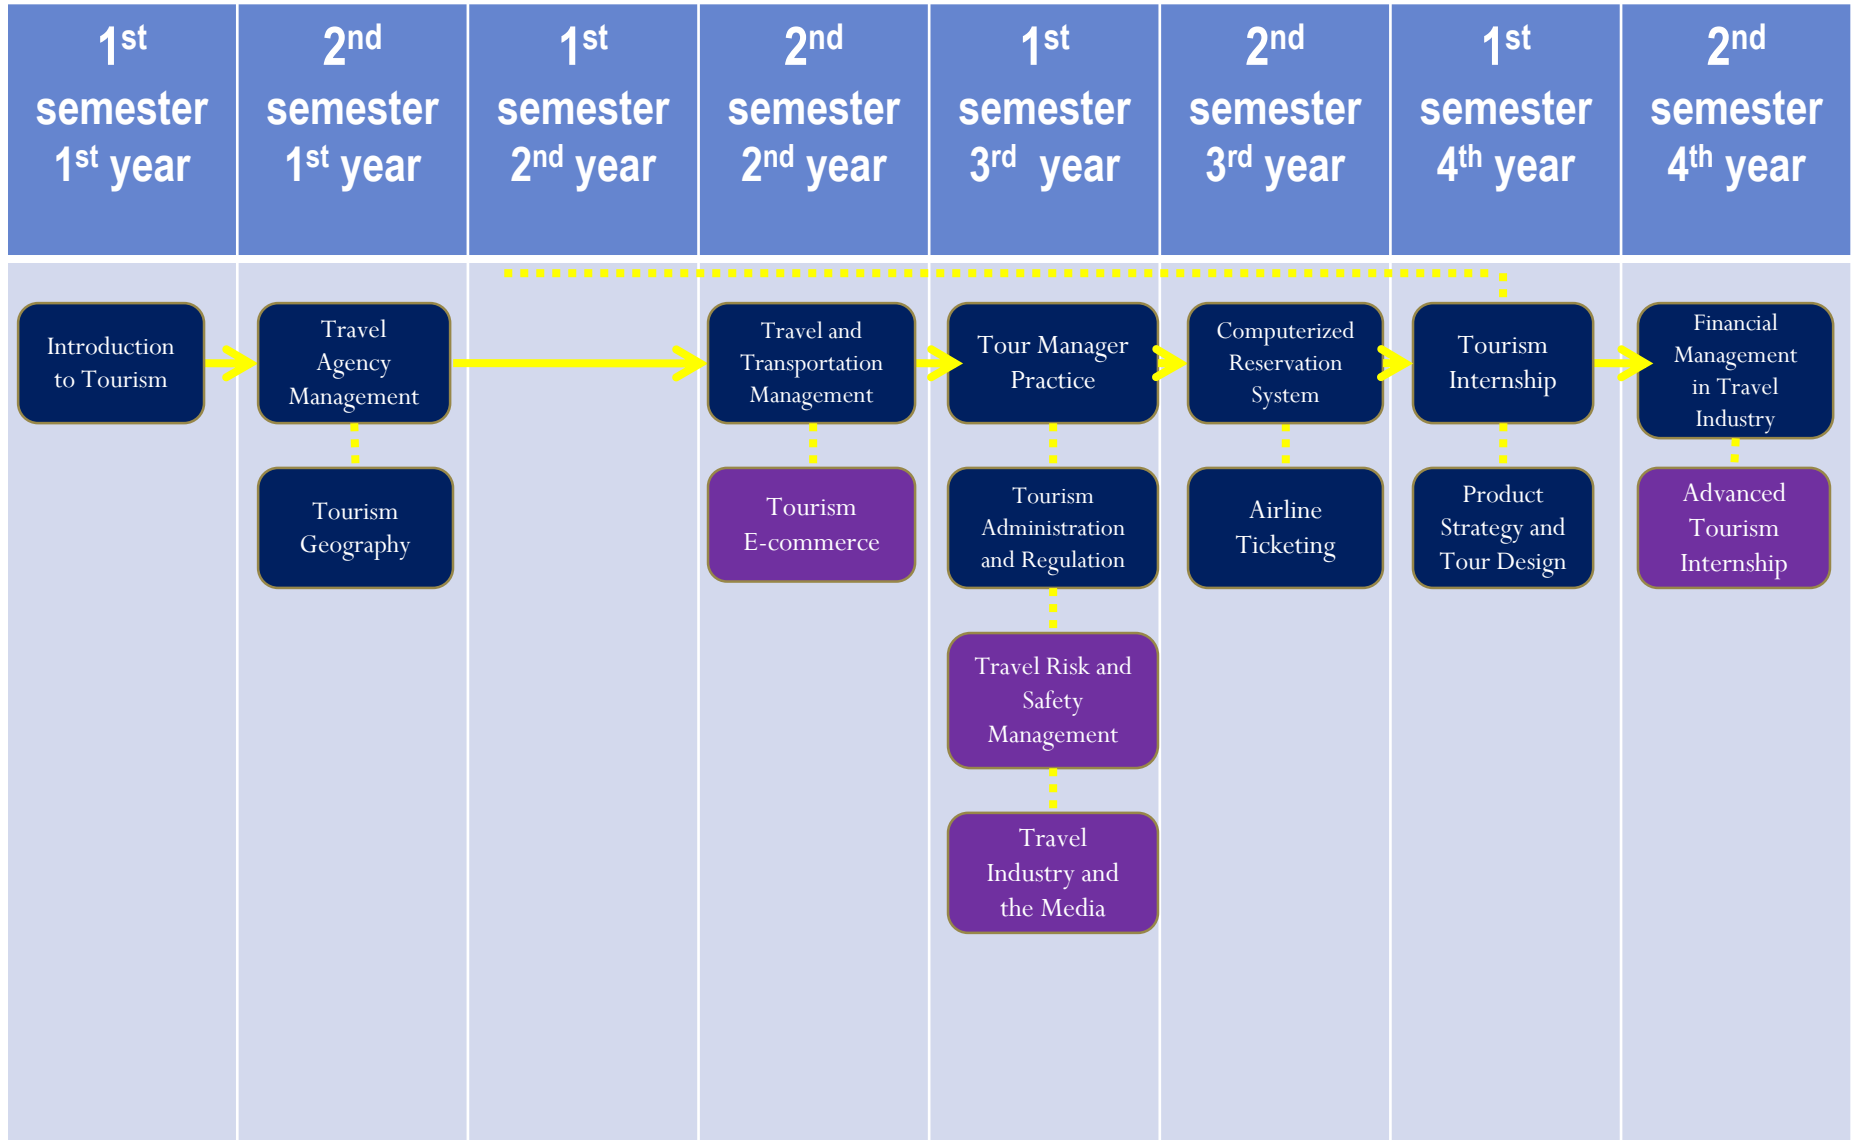 1st
semester
1st year
2nd
semester
1st year
1st
semester
2nd year
2nd
semester
2nd year
1st
semester
3rd year
2nd
semester
3rd year
1st
semester
4th year
2nd
semester
4th year
Introduction
to Tourism
Travel
Agency
Management
Travel and
Transportation
Management
Tour Manager
Practice
Computerized
Reservation
System
Tourism
Internship
Financial
Management
in Travel
Industry
Tourism
Geography
Tourism
E-commerce
Tourism
Administration
and Regulation
Airline
Ticketing
Product
Strategy and
Tour Design
Advanced
Tourism
Internship
Travel Risk and
Safety
Management
Travel
Industry and
the Media